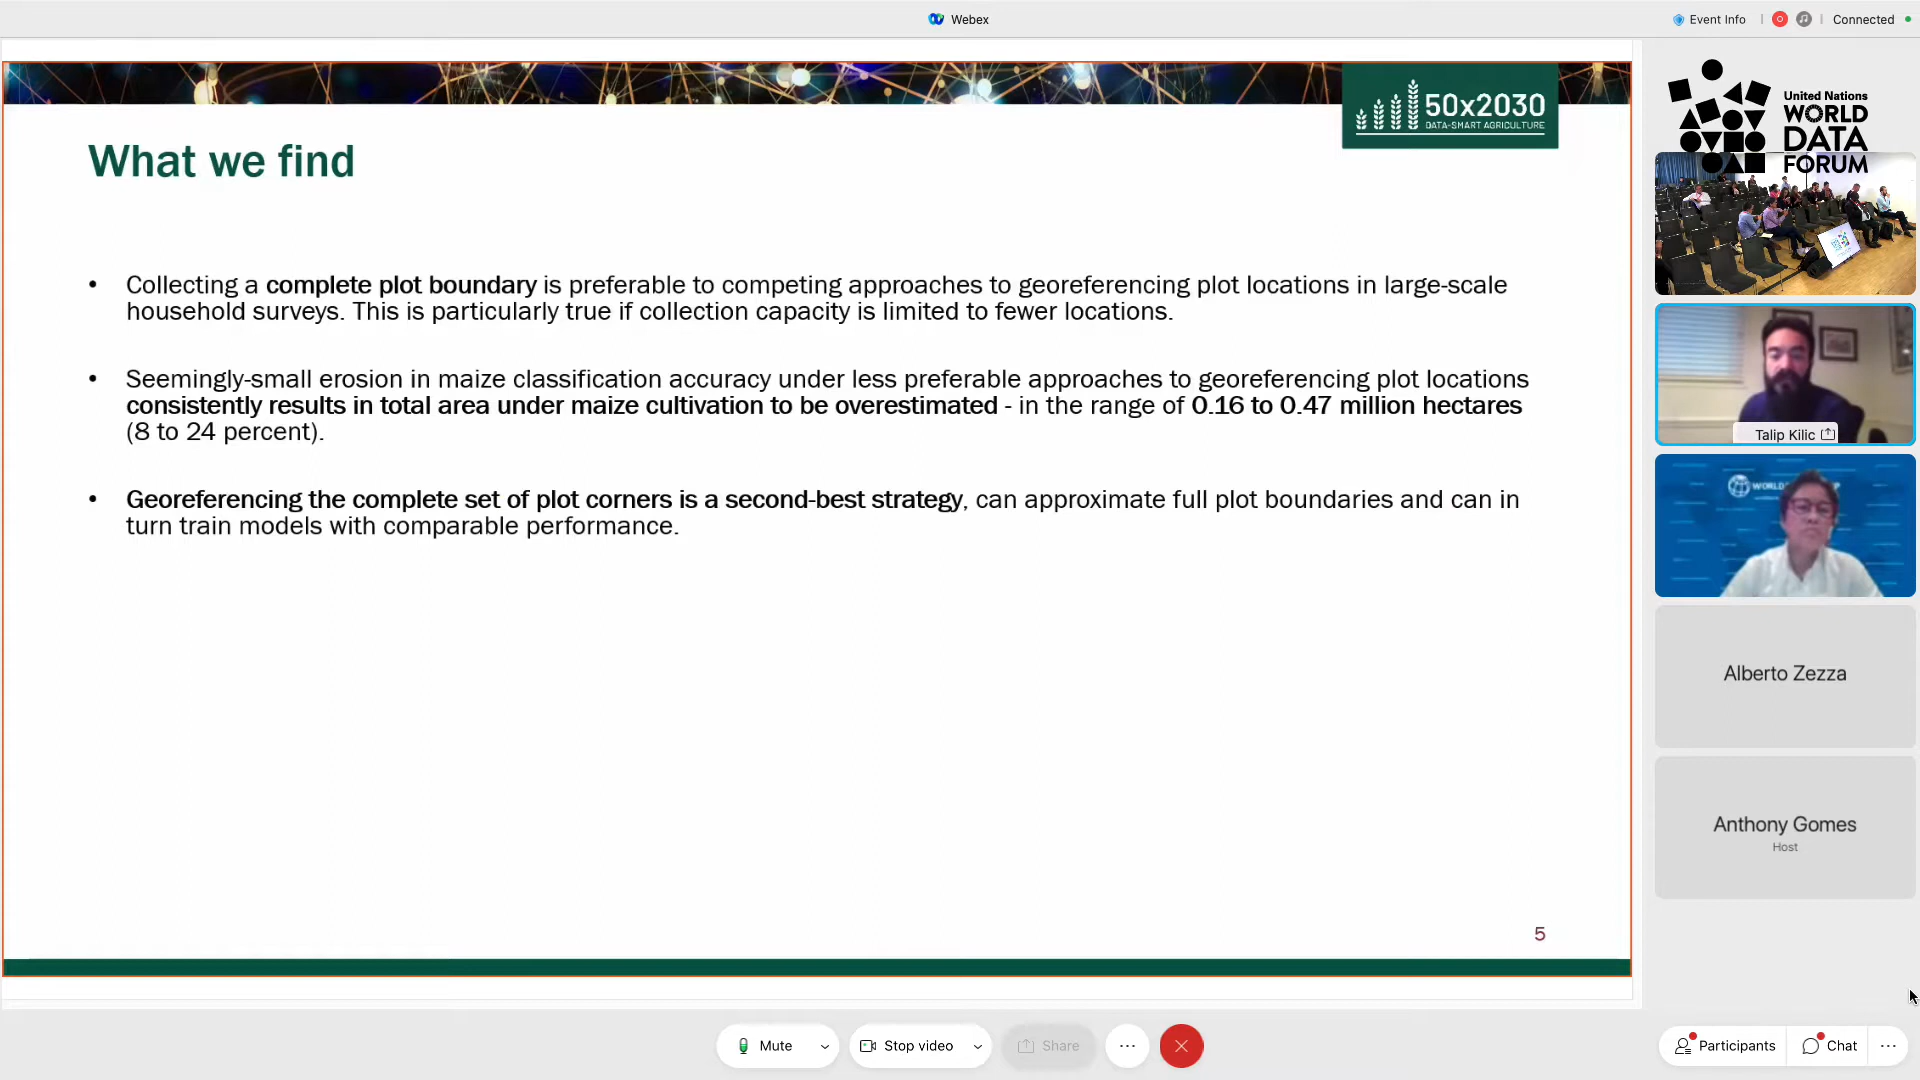 Webex
Event Info
Connected
50x2030
DATA-SMART AGRICULTURE
United Nations
WORLD
DATA
FORUM
What we find
• Collecting a complete plot boundary is preferable to competing approaches to georeferencing plot locations in large-scale
household surveys. This is particularly true if collection capacity is limited to fewer locations.
• Seemingly-small erosion in maize classification accuracy under less preferable approaches to georeferencing plot locations
consistently results in total area under maize cultivation to be overestimated - in the range of 0.16 to 0.47 million hectares
(8 to 24 percent).
• Georeferencing the complete set of plot corners is a second-best strategy, can approximate full plot boundaries and can in
turn train models with comparable performance.
5
Talip Kilic
Alberto Zezza
Anthony Gomes
Host
Mute
Stop video
Share
Participants
Chat